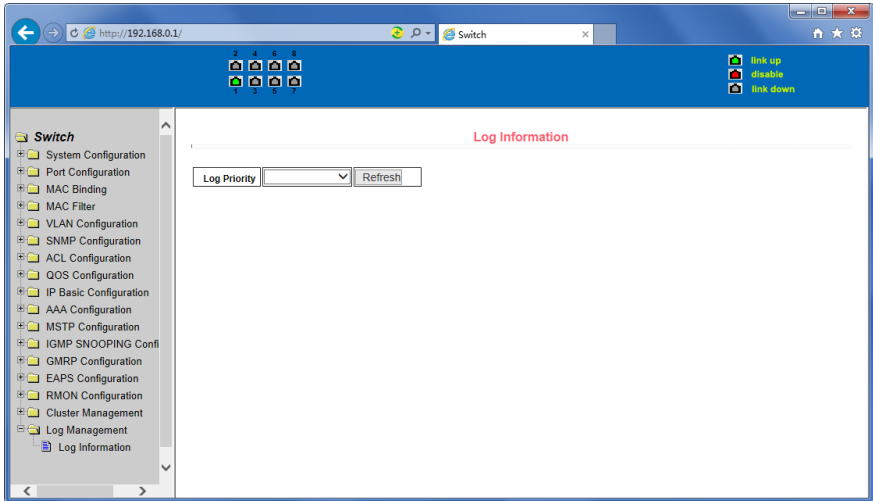 http://192.168.0.1/
Switch
2 4 6 8
1 3 5 7
link up
disable
link down
Switch
System Configuration
Port Configuration
MAC Binding
MAC Filter
VLAN Configuration
SNMP Configuration
ACL Configuration
QOS Configuration
IP Basic Configuration
AAA Configuration
MSTP Configuration
IGMP SNOOPING Confi
GMRP Configuration
EAPS Configuration
RMON Configuration
Cluster Management
Log Management
Log Information
Log Information
Log Priority Refresh